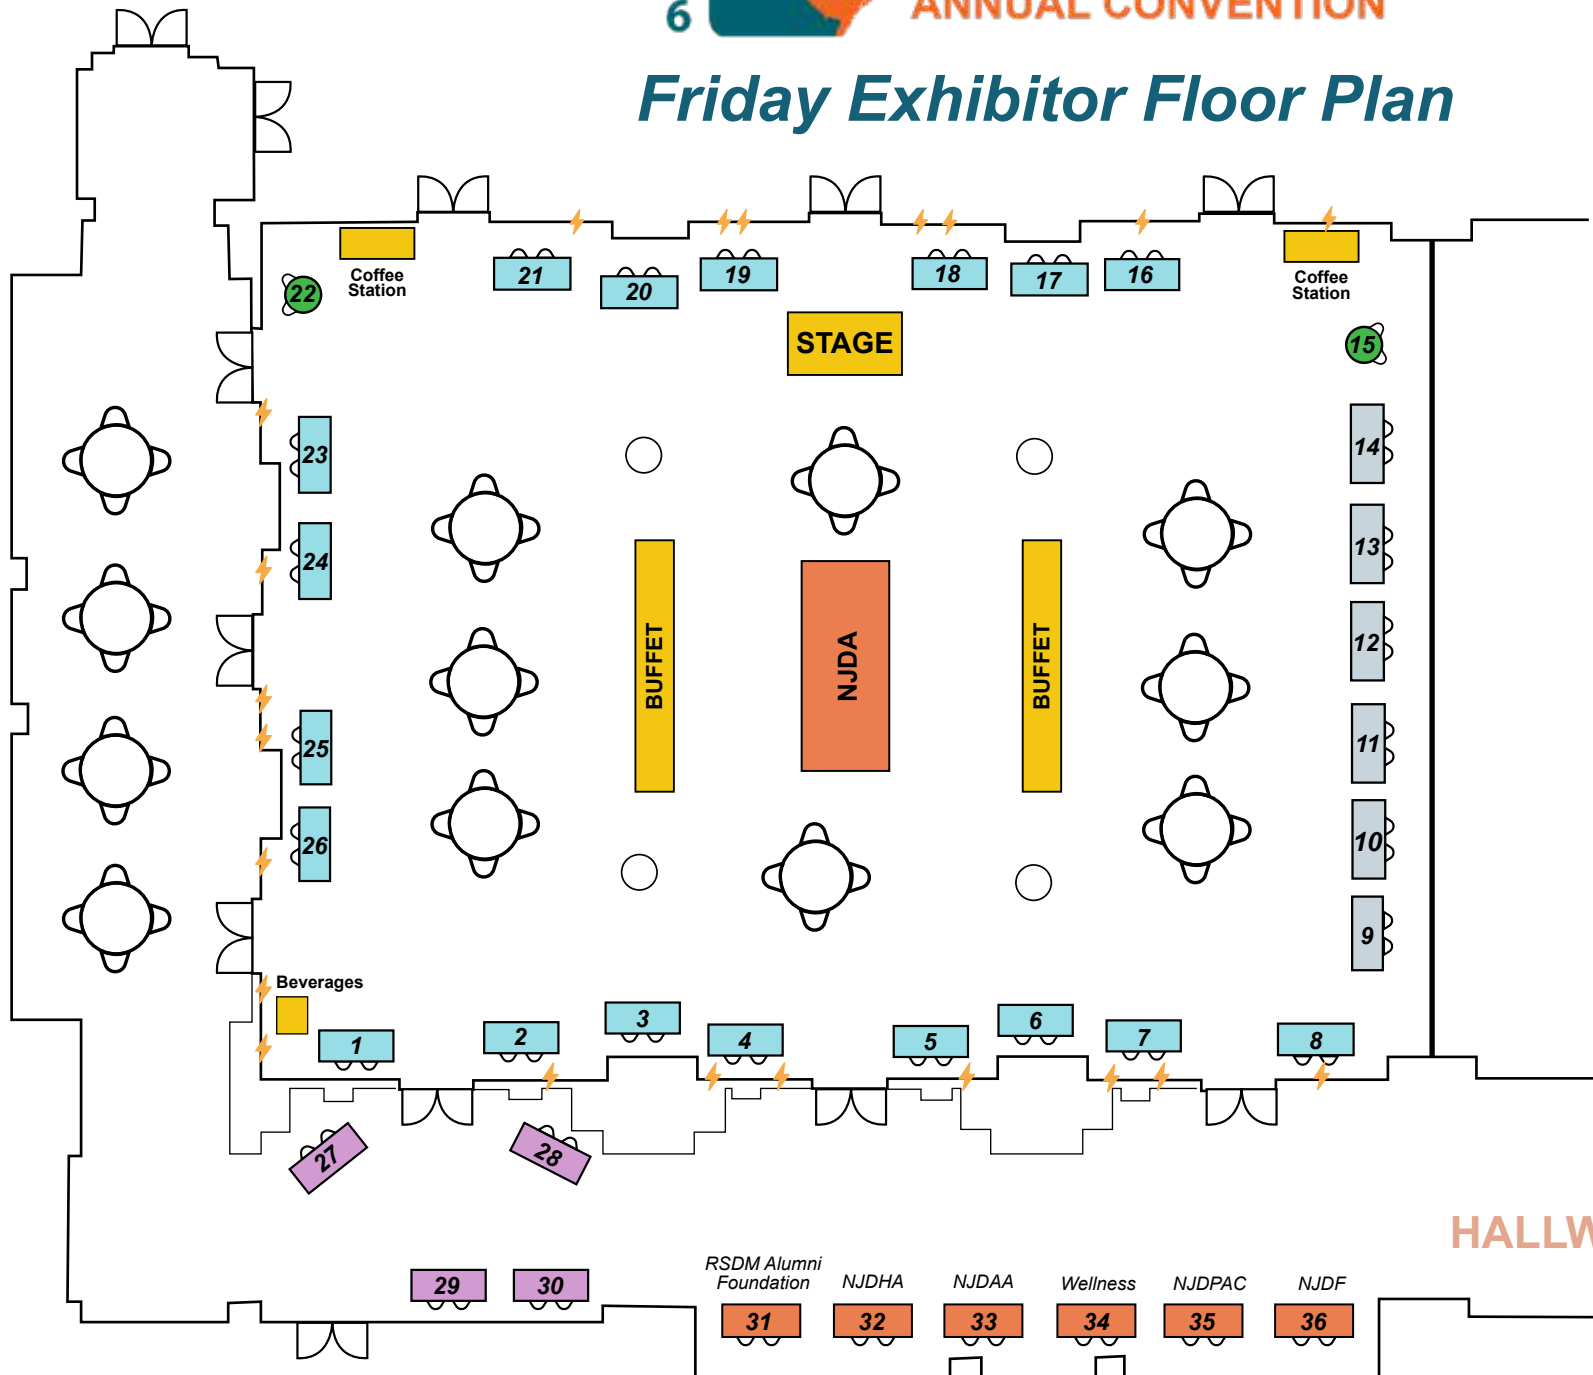 6
ANNUAL CONVENTION
Friday Exhibitor Floor Plan
Coffee
Station
21
20
19
18
17
16
Coffee
Station
22
STAGE
15
23
14
24
13
BUFFET
NJDA
BUFFET
12
25
11
26
10
9
Beverages
1
2
3
4
5
6
7
8
27
28
HALLW
29
30
RSDM Alumni
Foundation
NJDHA
NJDAA
Wellness
NJDPAC
NJDF
31
32
33
34
35
36